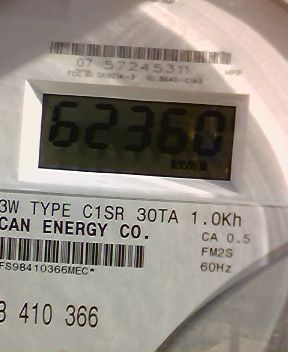 07 57245311
62360
3W TYPE C1SR 30TA 1.0Kh
CAN ENERGY CO.
CA 0.5
FM2S
60Hz
FS98410366MEC*
8 410 366